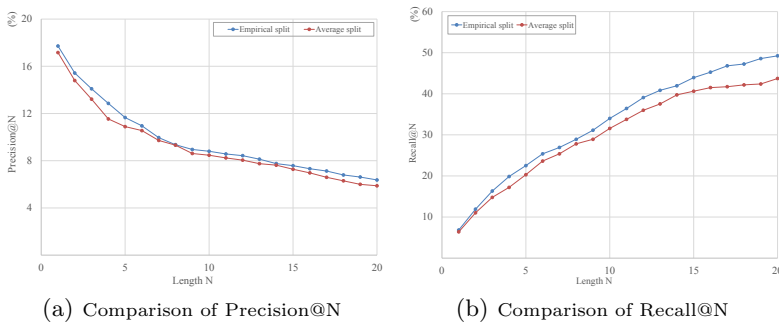 (%)
20
16
12
8
4
0
5
10
15
20
Precision@N
Length N
Empirical split
Average split
(a) Comparison of Precision@N
(%)
60
50
40
30
20
10
0
5
10
15
20
Recall@N
Length N
Empirical split
Average split
(b) Comparison of Recall@N